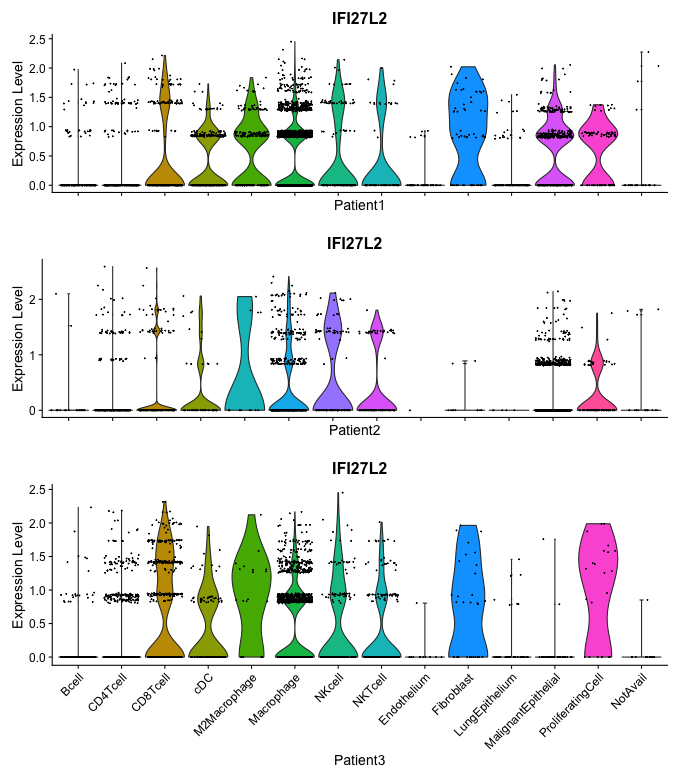 IFI27L2
Expression Level
2.5
2.0
1.5
1.0
0.5
0.0
Patient1
IFI27L2
Expression Level
2
1
0
Patient2
IFI27L2
Expression Level
2.5
2.0
1.5
1.0
0.5
0.0
Bcell
CD4Tcell
CD8Tcell
cDC
M2Macrophage
Macrophage
NKcell
NKTcell
Endothelium
Fibroblast
LungEpithelium
MalignantEpithelial
ProliferatingCell
NotAvail
Patient3